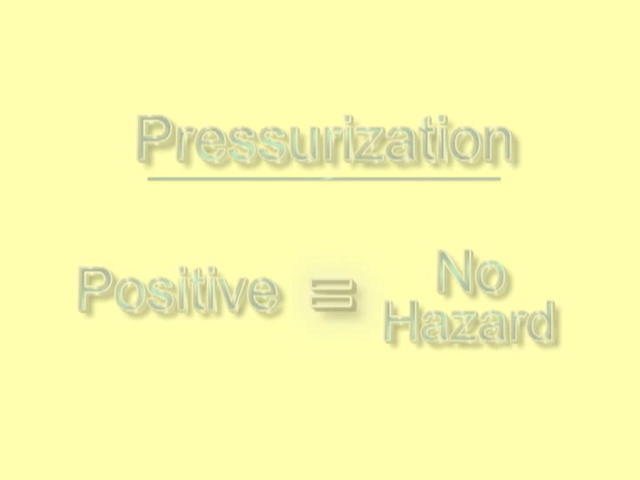 Pressurization
Positive = No
Hazard